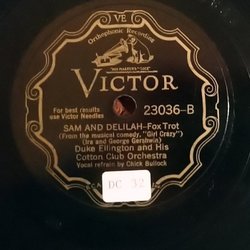 VE
Orthophonic Recording
"HIS MASTER'S VOICE"
VICTOR
For best results
use Victor Needles
23036-B
SAM AND DELILAH-Fox Trot
(From the musical comedy, "Girl Crazy")
(Ira and George Gershwin)
Duke Ellington and His
Cotton Club Orchestra
Vocal refrain by Chick Bullock
DC 32